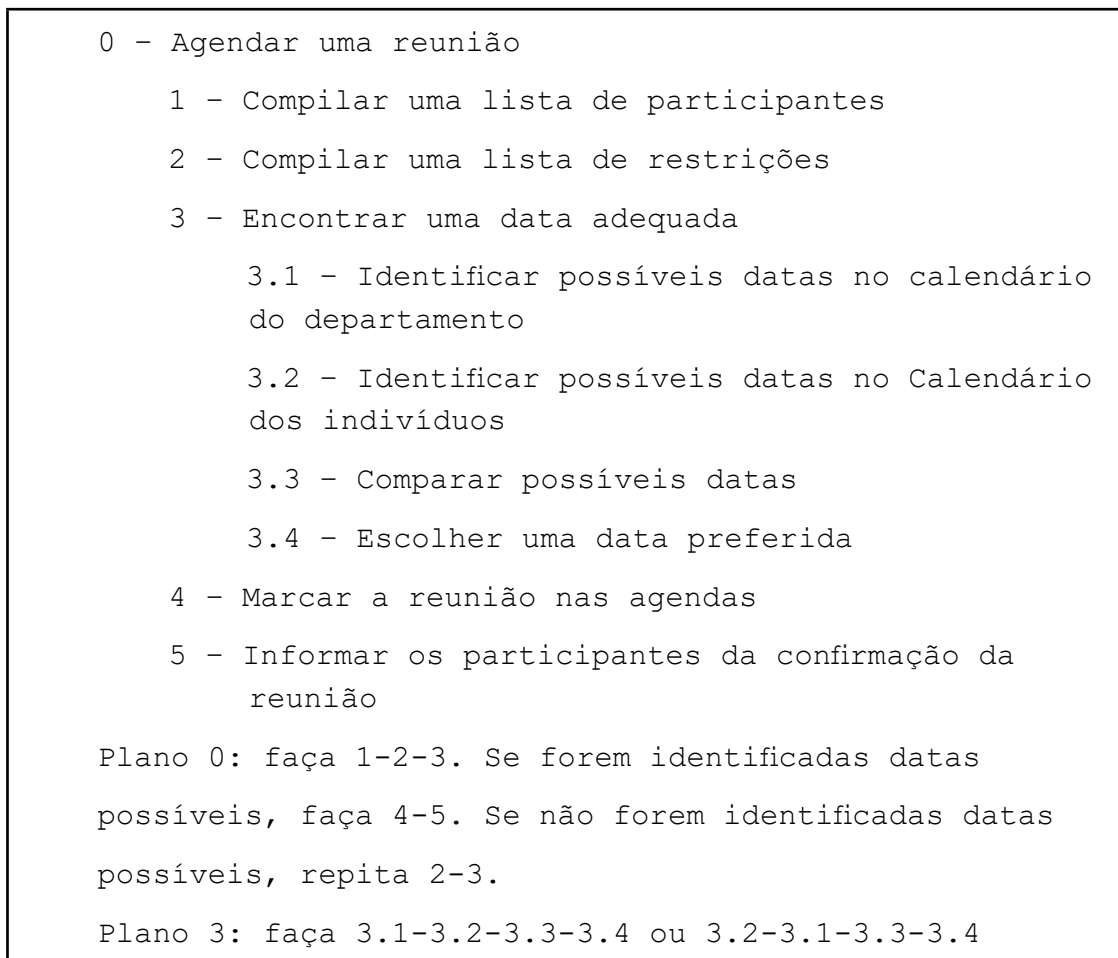 0 – Agendar uma reunião
1 – Compilar uma lista de participantes
2 – Compilar uma lista de restrições
3 – Encontrar uma data adequada
3.1 – Identificar possíveis datas no calendário
do departamento
3.2 – Identificar possíveis datas no Calendário
dos indivíduos
3.3 – Comparar possíveis datas
3.4 – Escolher uma data preferida
4 – Marcar a reunião nas agendas
5 – Informar os participantes da confirmação da
reunião
Plano 0: faça 1-2-3. Se forem identificadas datas
possíveis, faça 4-5. Se não forem identificadas datas
possíveis, repita 2-3.
Plano 3: faça 3.1-3.2-3.3-3.4 ou 3.2-3.1-3.3-3.4